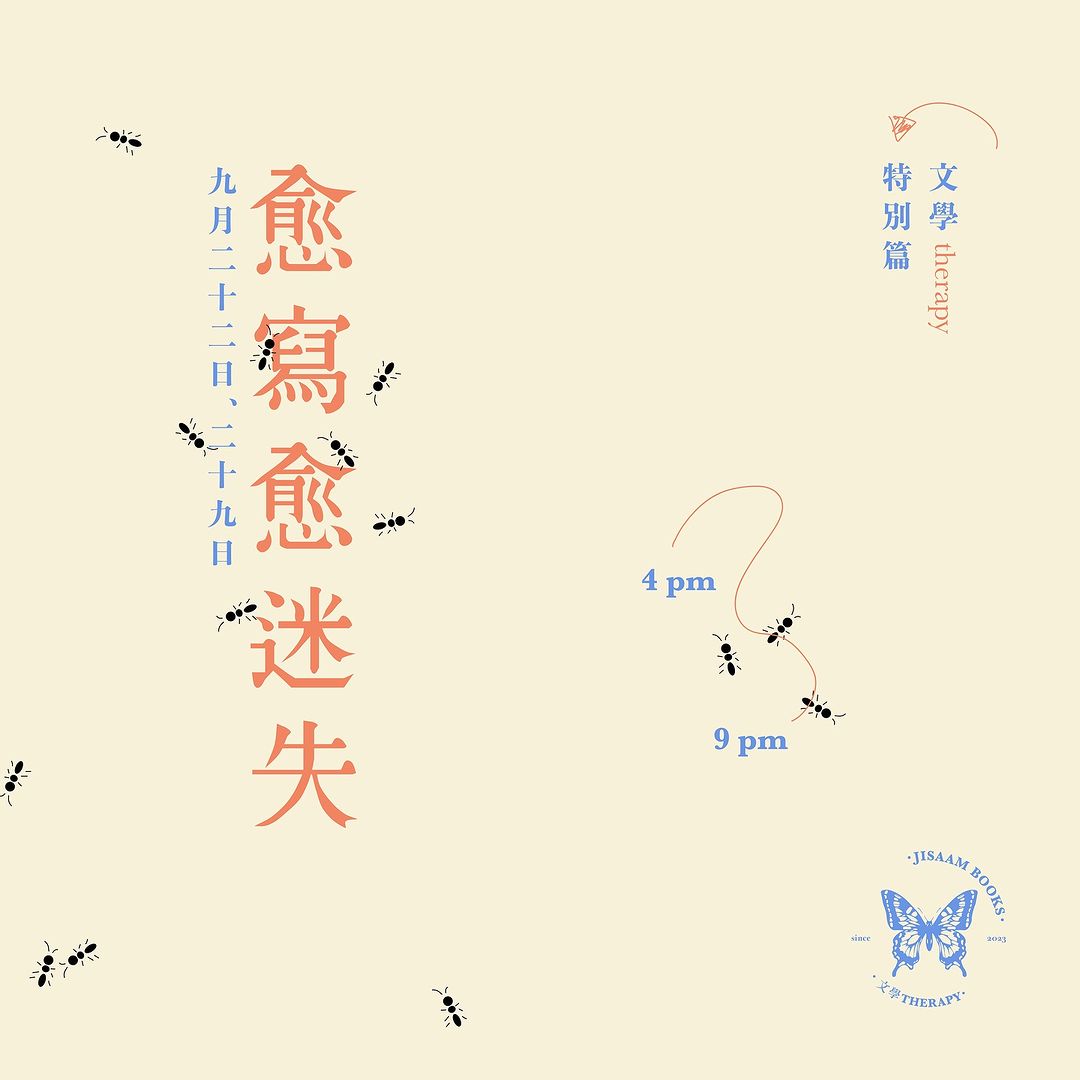 文學 therapy
特別篇
愈寫愈迷失
九月二十二日、二十九日
4 pm
9 pm
·JISAAM BOOKS·
since 2023
·文學THERAPY·